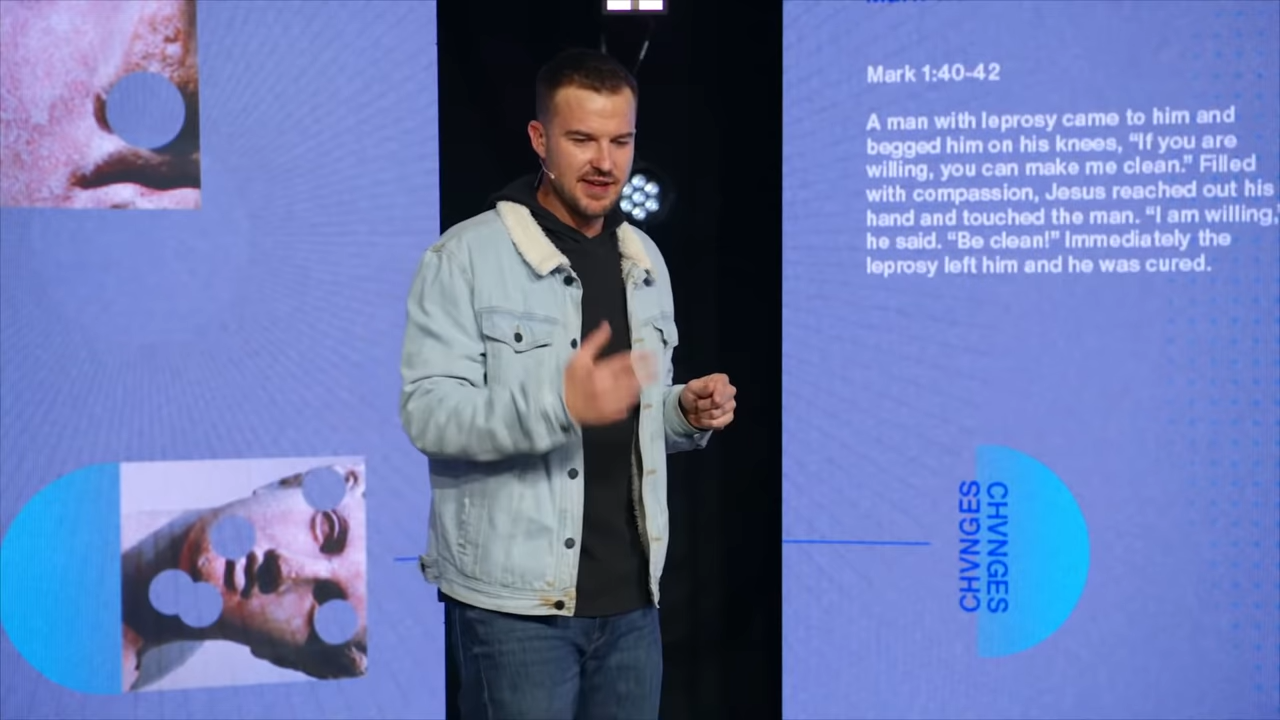 Mark 1:40-42
A man with leprosy came to him and
begged him on his knees, “If you are
willing, you can make me clean.” Filled
with compassion, Jesus reached out his
hand and touched the man. “I am willing,
he said. “Be clean!” Immediately the
leprosy left him and he was cured.
CHVNGES
CHVNGES